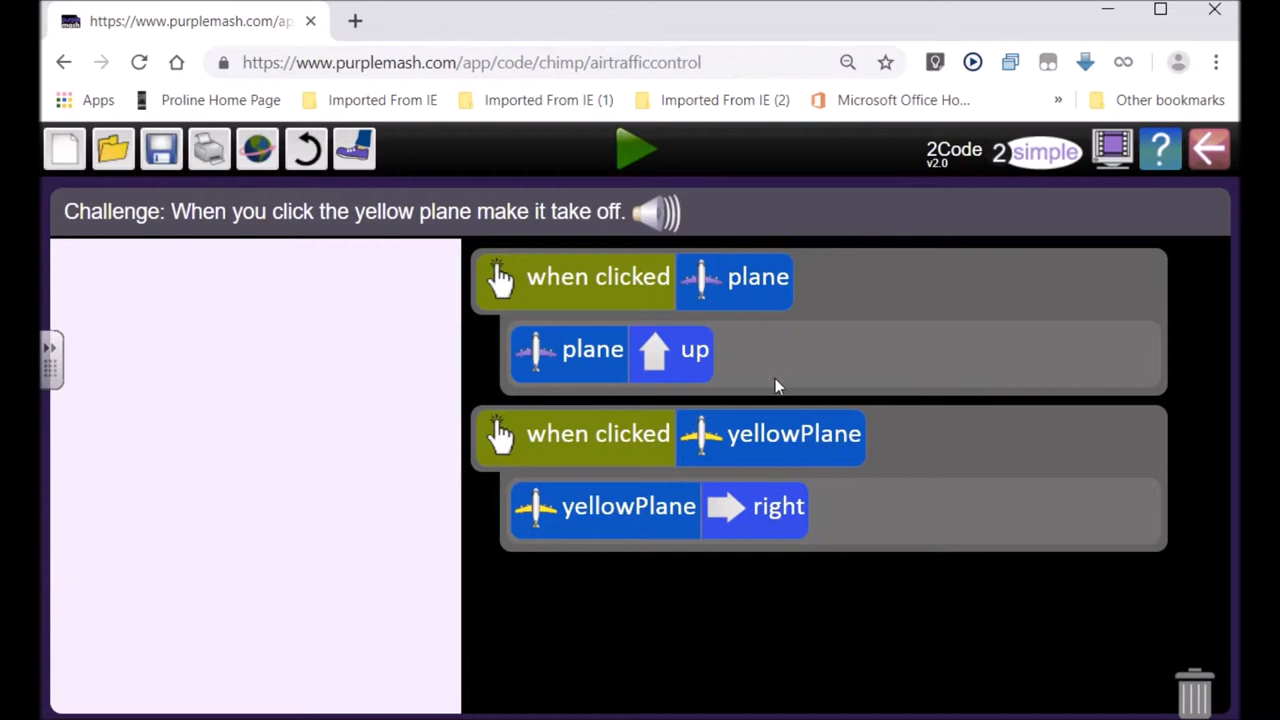 https://www.purplemash.com/ap
https://www.purplemash.com/app/code/chimp/airtrafficcontrol
Apps Proline Home Page Imported From IE Imported From IE (1) Imported From IE (2) Microsoft Office Ho... » Other bookmarks
2Code
v2.0
2simple
?
Challenge: When you click the yellow plane make it take off.
when clicked plane
plane up
when clicked yellowPlane
yellowPlane right